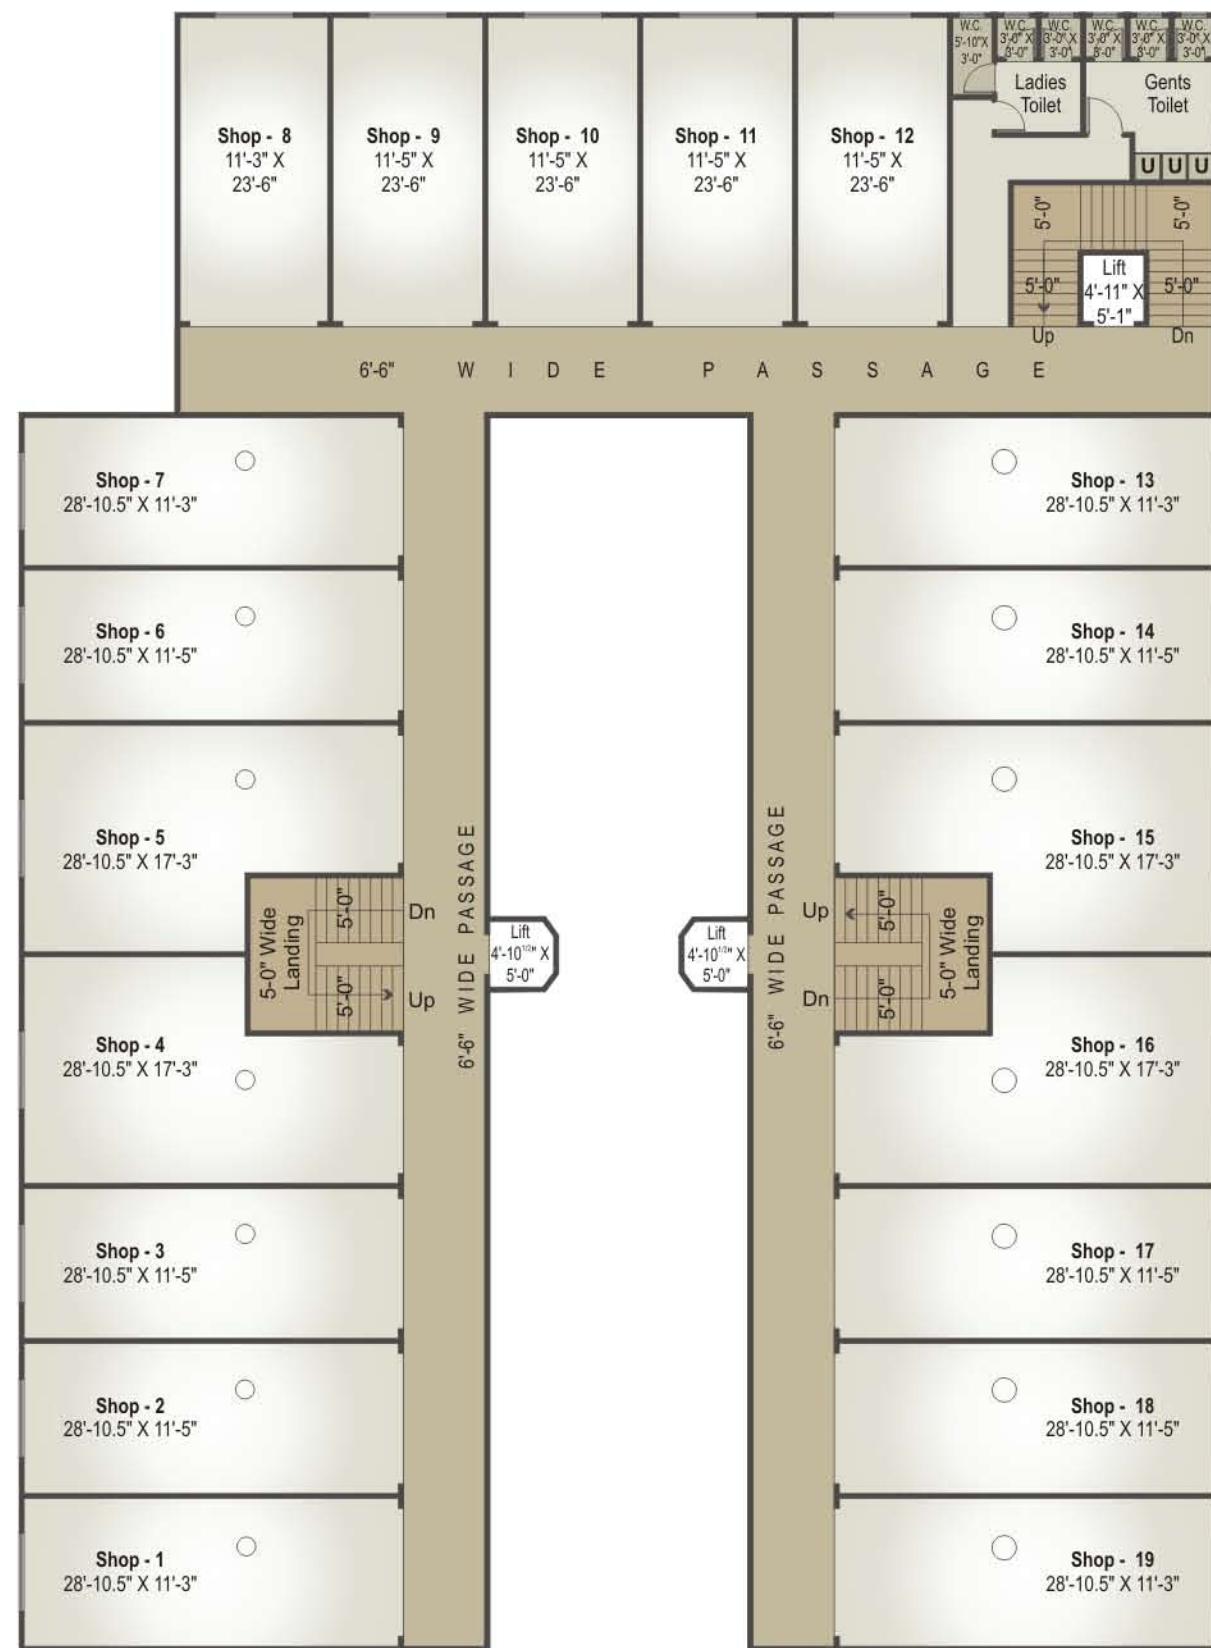 Shop - 8
11'-3" X
23'-6"
Shop - 9
11'-5" X
23'-6"
Shop - 10
11'-5" X
23'-6"
Shop - 11
11'-5" X
23'-6"
Shop - 12
11'-5" X
23'-6"
W.C.
5'-10"X
3'-0"
W.C.
3'-0" X
3'-0"
W.C.
3'-0" X
3'-0"
W.C.
3'-0" X
3'-0"
W.C.
3'-0" X
3'-0"
W.C.
3'-0" X
3'-0"
Ladies
Toilet
Gents
Toilet
U U U
5'-0"
5'-0"
5'-0"
5'-0"
Lift
4'-11" X
5'-1"
Up
Dn
6'-6" WIDE PASSAGE
Shop - 7
28'-10.5" X 11'-3"
Shop - 6
28'-10.5" X 11'-5"
Shop - 5
28'-10.5" X 17'-3"
5-0" Wide
Landing
5'-0"
5'-0"
Dn
Up
6'-6" WIDE PASSAGE
Lift
4'-10 1/2" X
5'-0"
Shop - 4
28'-10.5" X 17'-3"
Shop - 3
28'-10.5" X 11'-5"
Shop - 2
28'-10.5" X 11'-5"
Shop - 1
28'-10.5" X 11'-3"
Shop - 13
28'-10.5" X 11'-3"
Shop - 14
28'-10.5" X 11'-5"
Shop - 15
28'-10.5" X 17'-3"
Lift
4'-10 1/2" X
5'-0"
6'-6" WIDE PASSAGE
Up
Dn
5'-0"
5'-0"
5-0" Wide
Landing
Shop - 16
28'-10.5" X 17'-3"
Shop - 17
28'-10.5" X 11'-5"
Shop - 18
28'-10.5" X 11'-5"
Shop - 19
28'-10.5" X 11'-3"